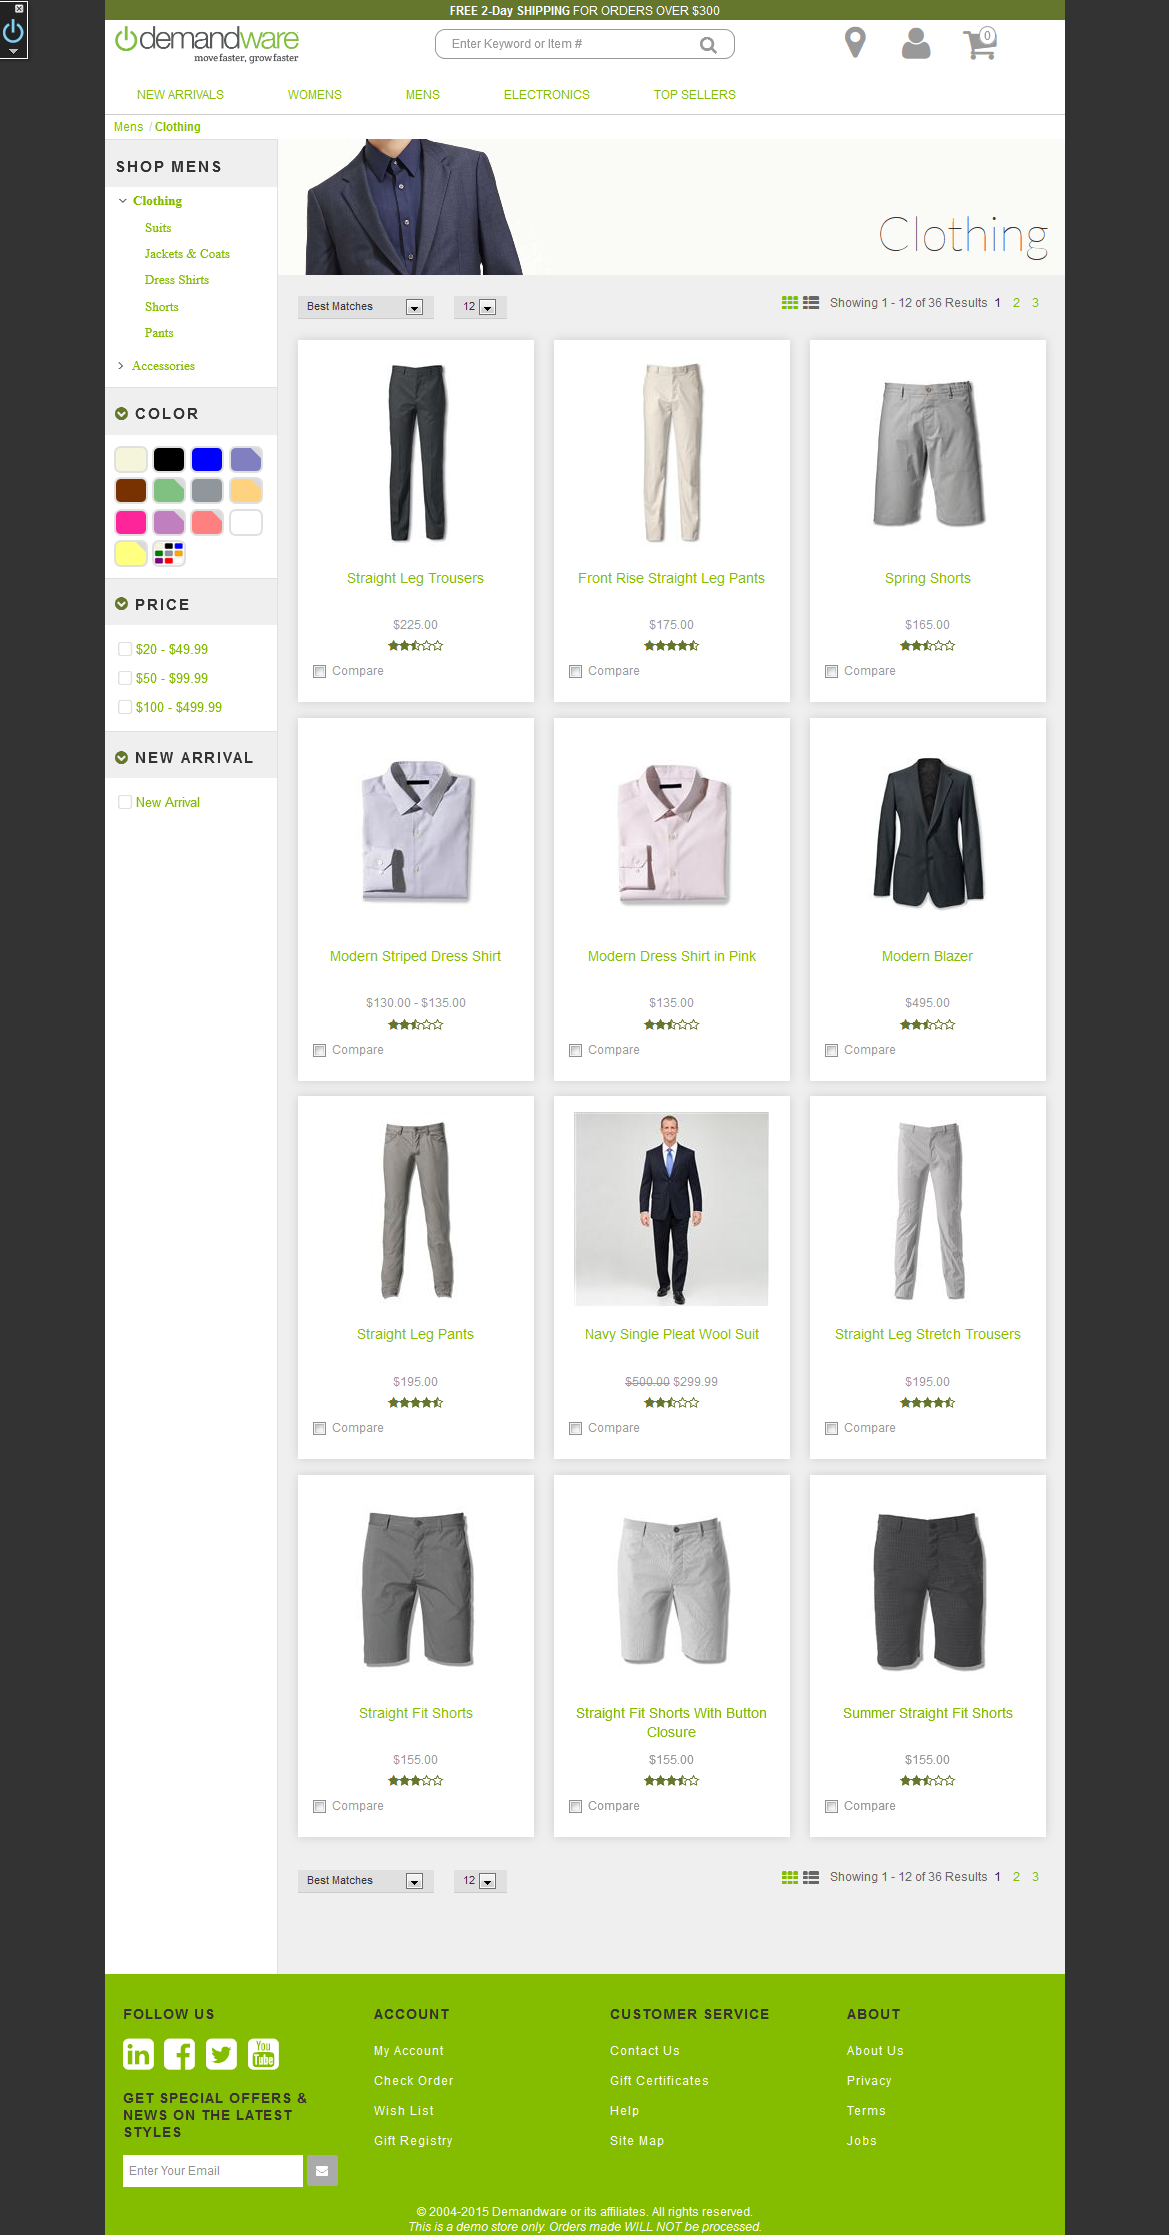 FREE 2-Day SHIPPING FOR ORDERS OVER $300
demandware
move faster, grow faster
Enter Keyword or Item #
0
NEW ARRIVALS WOMENS MENS ELECTRONICS TOP SELLERS
Mens / Clothing
SHOP MENS
Clothing
Suits
Jackets & Coats
Dress Shirts
Shorts
Pants
Accessories
COLOR
PRICE
$20 - $49.99
$50 - $99.99
$100 - $499.99
NEW ARRIVAL
New Arrival
Clothing
Best Matches 12 Showing 1 - 12 of 36 Results 1 2 3
Straight Leg Trousers
$225.00
Compare
Front Rise Straight Leg Pants
$175.00
Compare
Spring Shorts
$165.00
Compare
Modern Striped Dress Shirt
$130.00 - $135.00
Compare
Modern Dress Shirt in Pink
$135.00
Compare
Modern Blazer
$495.00
Compare
Straight Leg Pants
$195.00
Compare
Navy Single Pleat Wool Suit
$500.00 $299.99
Compare
Straight Leg Stretch Trousers
$195.00
Compare
Straight Fit Shorts
$155.00
Compare
Straight Fit Shorts With Button
Closure
$155.00
Compare
Summer Straight Fit Shorts
$155.00
Compare
Best Matches 12 Showing 1 - 12 of 36 Results 1 2 3
FOLLOW US
in
You
Tube
GET SPECIAL OFFERS &
NEWS ON THE LATEST
STYLES
Enter Your Email
ACCOUNT
My Account
Check Order
Wish List
Gift Registry
CUSTOMER SERVICE
Contact Us
Gift Certificates
Help
Site Map
ABOUT
About Us
Privacy
Terms
Jobs
© 2004-2015 Demandware or its affiliates. All rights reserved.
This is a demo store only. Orders made WILL NOT be processed.